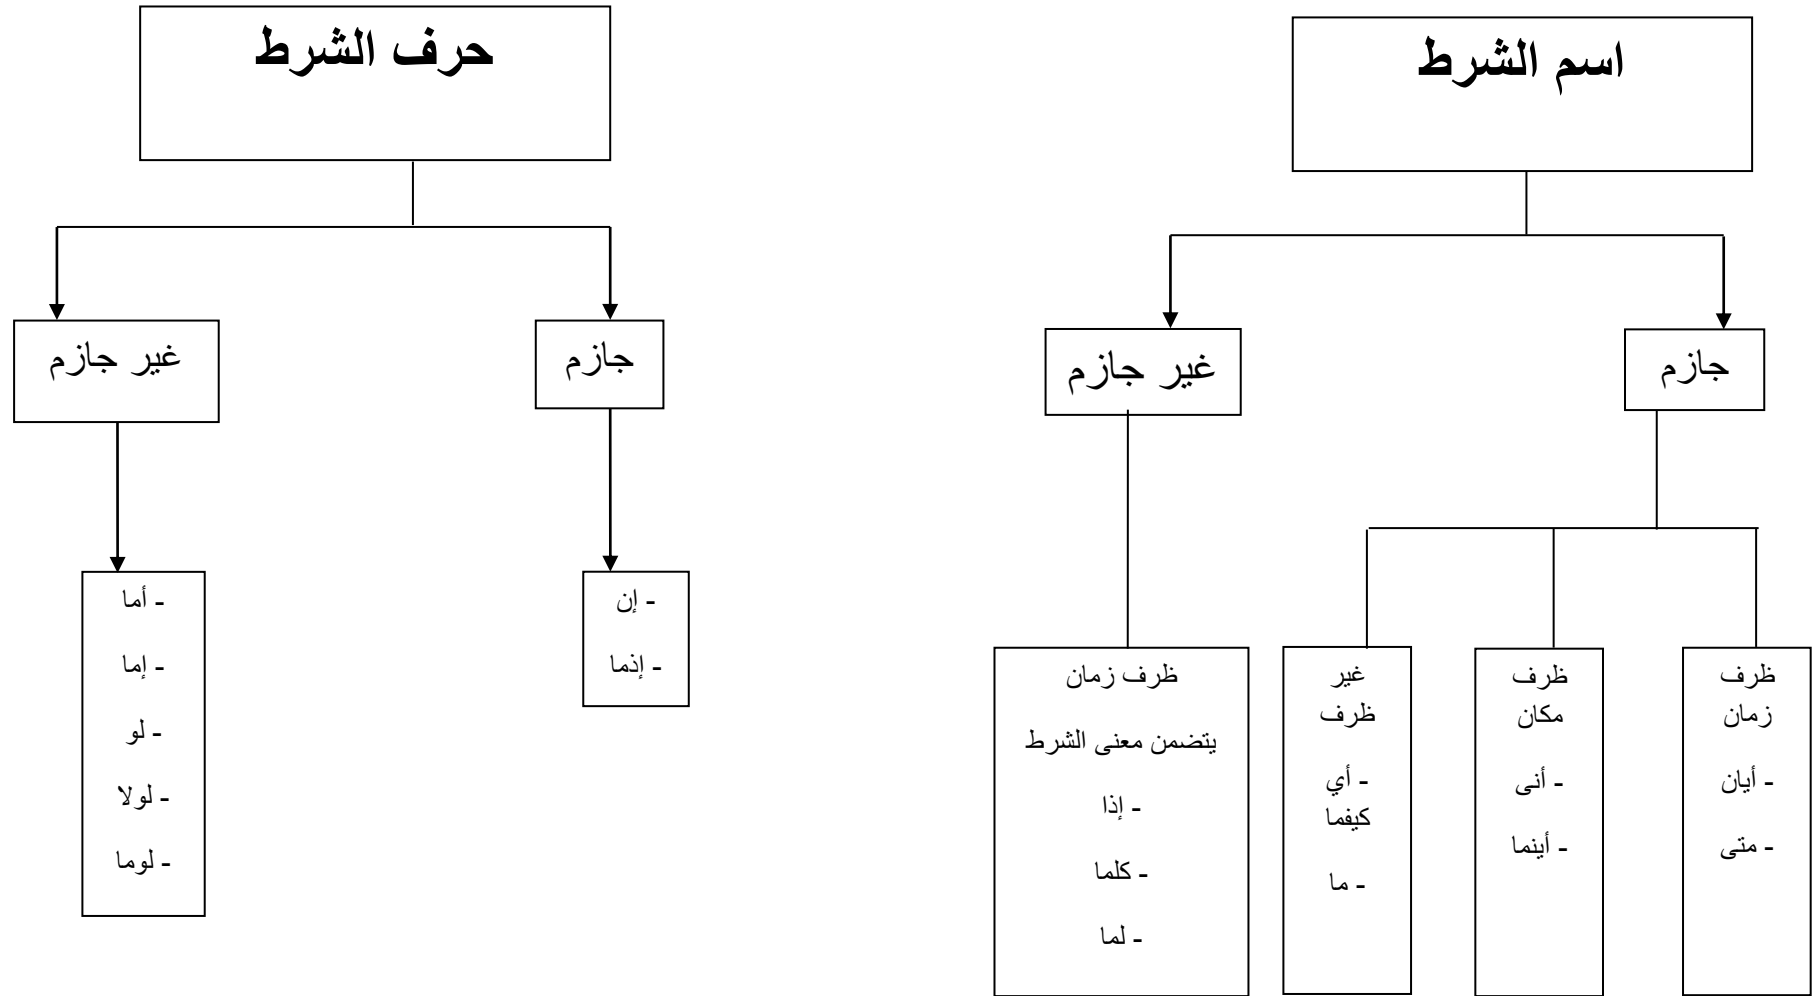 اسم الشرط
جازم
ظرف
زمان
- أيان
- متى
ظرف
مكان
- أنى
- أينما
غير
ظرف
- أي
كيفما
- ما
غير جازم
ظرف زمان
يتضمن معنى الشرط
- إذا
- كلما
- لما
حرف الشرط
جازم
- إن
- إذما
غير جازم
- أما
- إما
- لو
- لولا
- لوما